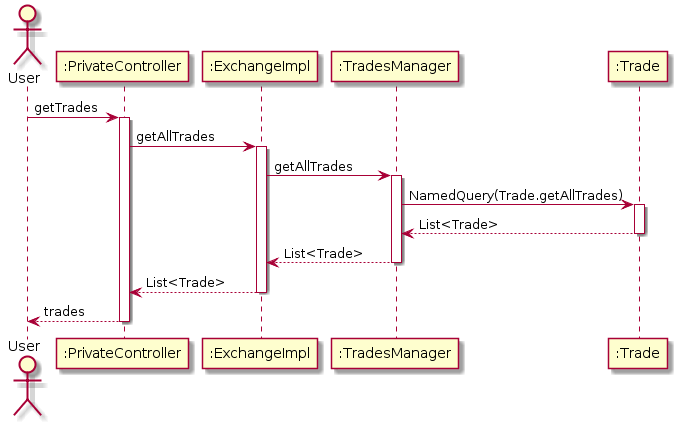 User
:PrivateController
:ExchangeImpl
:TradesManager
:Trade
getTrades
getAllTrades
getAllTrades
NamedQuery(Trade.getAllTrades)
List<Trade>
List<Trade>
List<Trade>
trades
User
:PrivateController
:ExchangeImpl
:TradesManager
:Trade